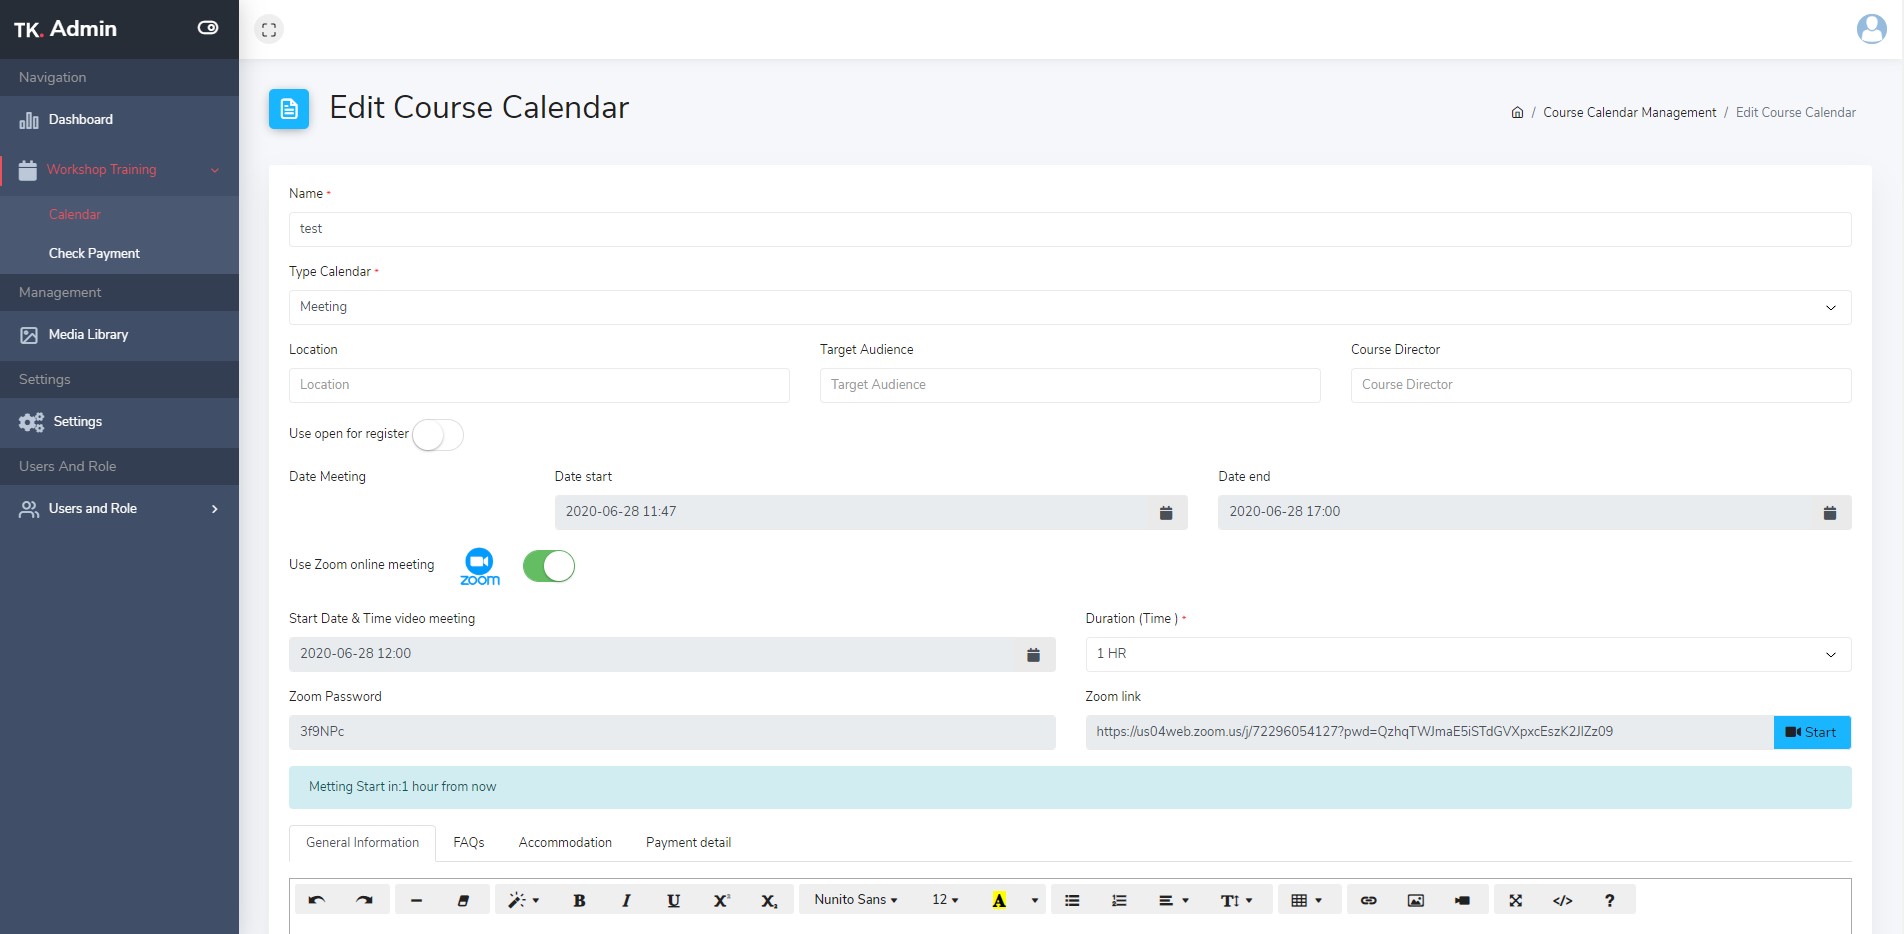 TK. Admin
Navigation
Dashboard
Workshop Training
Calendar
Check Payment
Management
Media Library
Settings
Settings
Users And Role
Users and Role
Edit Course Calendar
/ Course Calendar Management / Edit Course Calendar
Name *
test
Type Calendar *
Meeting
Location Target Audience Course Director
Location Target Audience Course Director
Use open for register
Date Meeting Date start Date end
2020-06-28 11:47 2020-06-28 17:00
Use Zoom online meeting zoom
Start Date & Time video meeting Duration (Time ) *
2020-06-28 12:00 1 HR
Zoom Password Zoom link
3f9NPc https://us04web.zoom.us/j/72296054127?pwd=QzhqTWJmaE5iSTdGVXpxcEszK2JIZz09 Start
Metting Start in:1 hour from now
General Information FAQs Accommodation Payment detail
B I U X² X₂ Nunito Sans 12 A T </> ?